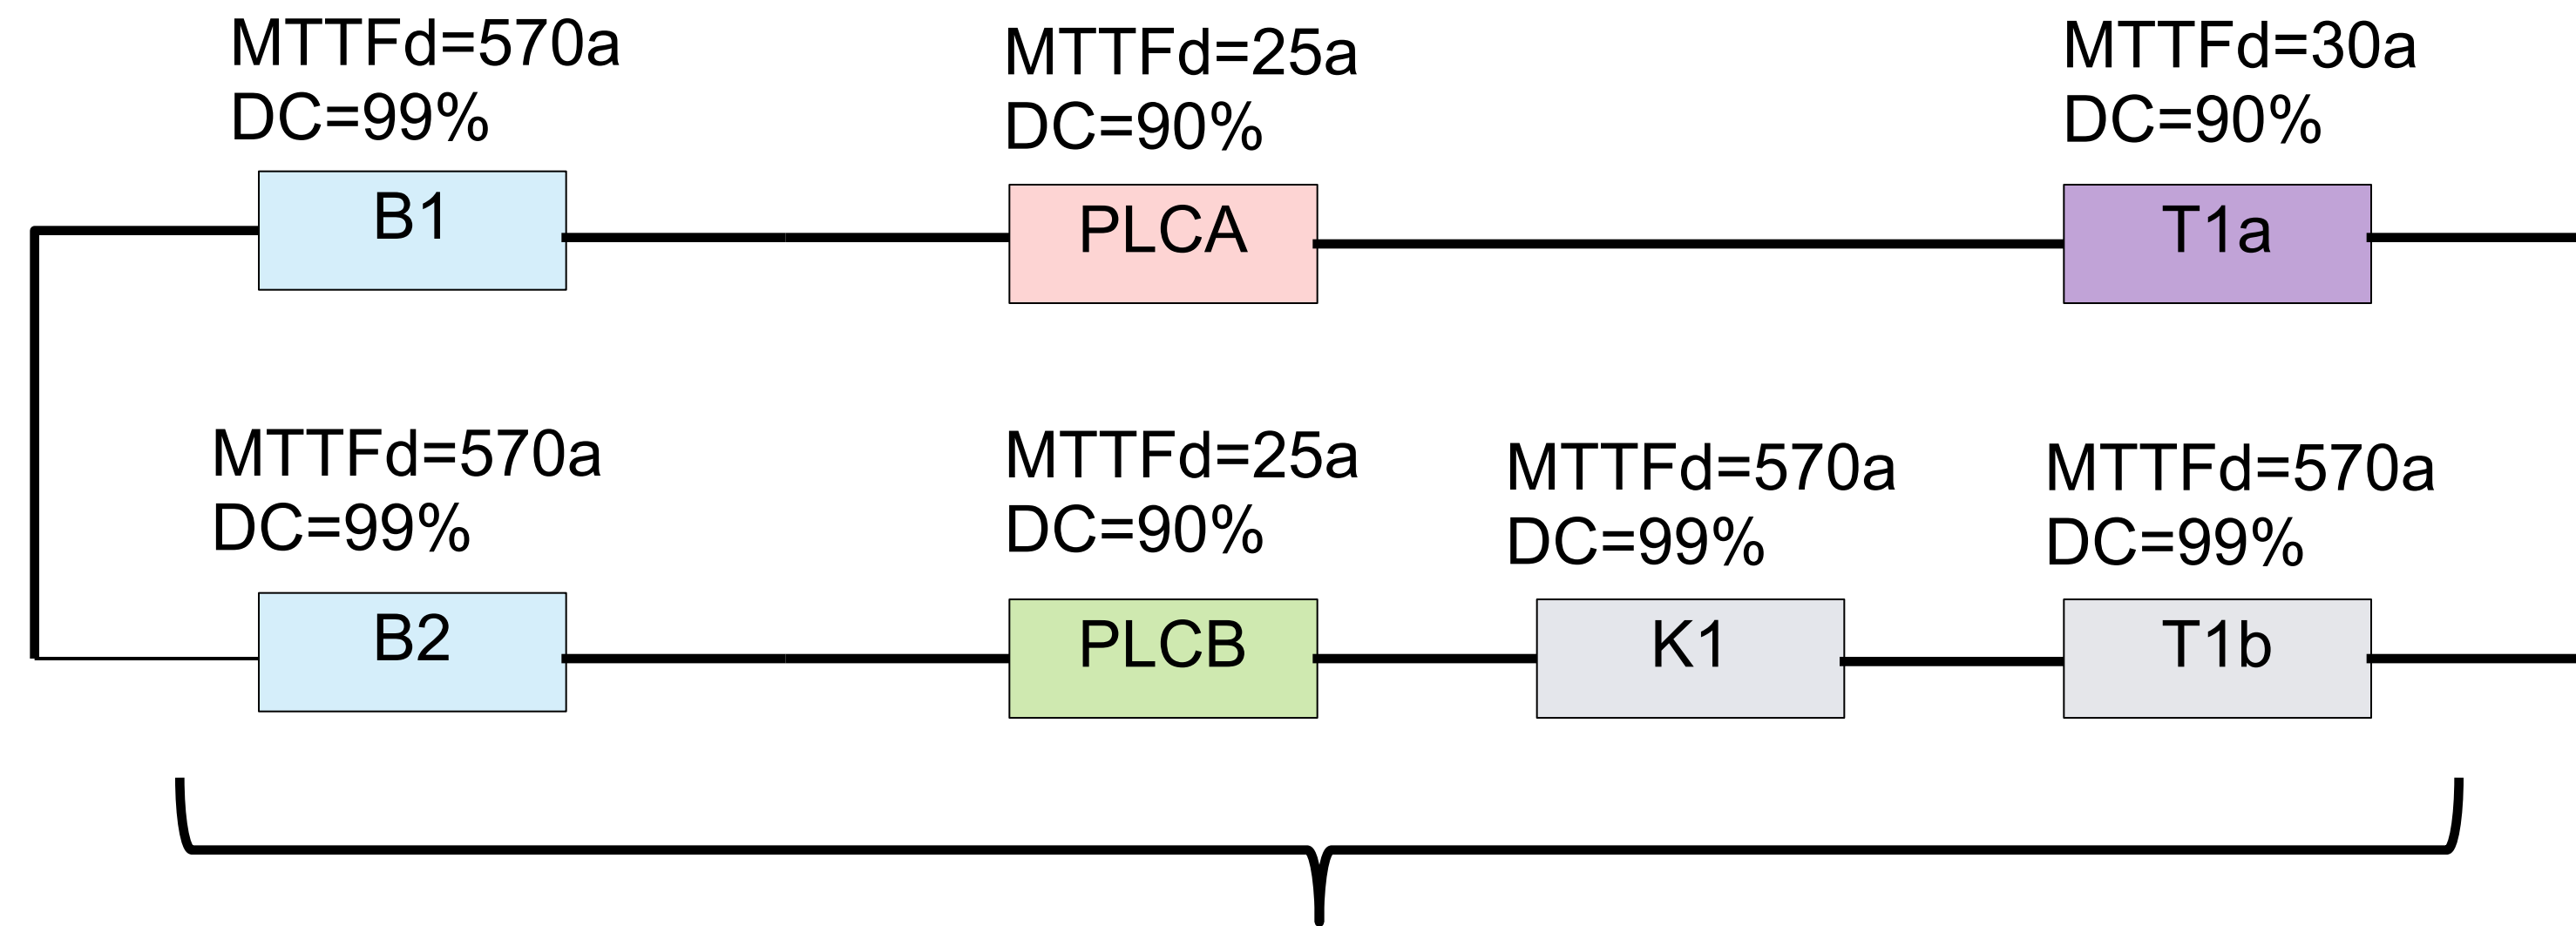 MTTFd=570a
DC=99%
MTTFd=25a
DC=90%
MTTFd=30a
DC=90%
B1
PLCA
T1a
MTTFd=570a
DC=99%
MTTFd=25a
DC=90%
MTTFd=570a
DC=99%
MTTFd=570a
DC=99%
B2
PLCB
K1
T1b